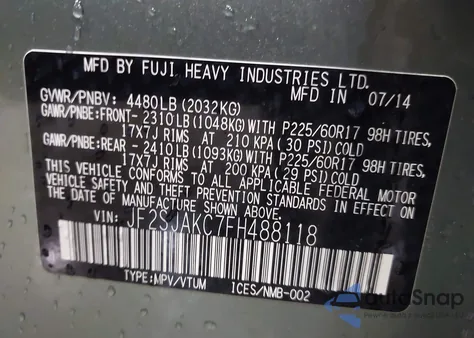 MFD BY FUJI HEAVY INDUSTRIES LTD.
MFD IN 07/14
GVWR/PNBV: 4480LB(2032KG)
GAWR/PNBE:FRONT- 2310LB(1048KG)WITH P225/60R17 98H TIRES,
17X7J RIMS AT 210 KPA(30 PSI)COLD
GAWR/PNBE:REAR - 2410LB(1093KG)WITH P225/60R17 98H TIRES,
17X7J RIMS AT 200 KPA(29 PSI)COLD
THIS VEHICLE CONFORMS TO ALL APPLICABLE FEDERAL MOTOR
VEHICLE SAFETY AND THEFT PREVENTION STANDARDS IN EFFECT ON
THE DATE OF MANUFACTURE SHOWN ABOVE.
VIN: JF2SJAKC7FH488118
TYPE:MPV/VTUM ICES/NMB-002
autoSnap